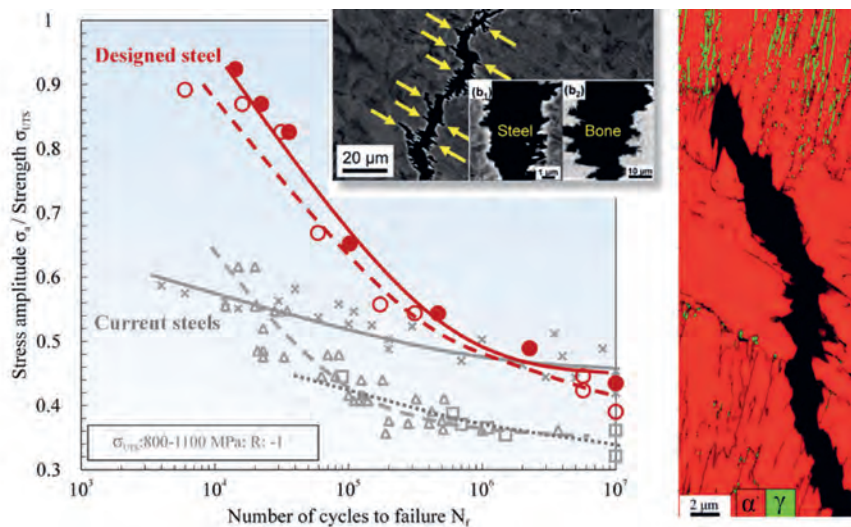 Designed steel
Current steels
σUTS:800-1100 MPa: R: -1
Stress amplitude σa/ Strength σUTS
1
0.9
0.8
0.7
0.6
0.5
0.4
0.3
10³
10⁴
10⁵
10⁶
10⁷
Number of cycles to failure Nf
20 μm
(b₁)
Steel
1 μm
(b₂)
Bone
10 μm
2 μm
α'
γ